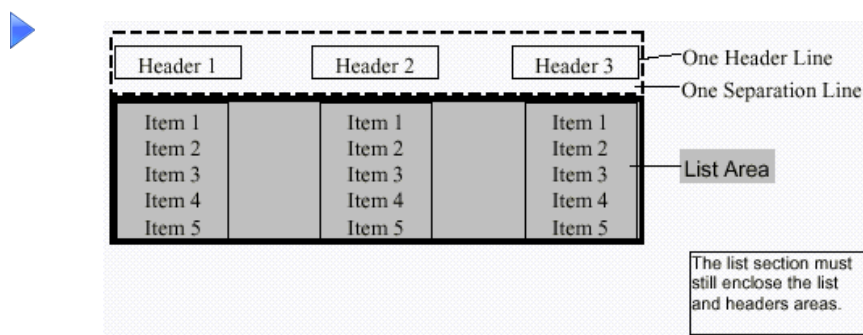 Header 1 Header 2 Header 3 One Header Line
One Separation Line
Item 1 Item 1 Item 1
Item 2 Item 2 Item 2
Item 3 Item 3 Item 3 List Area
Item 4 Item 4 Item 4
Item 5 Item 5 Item 5
The list section must
still enclose the list
and headers areas.